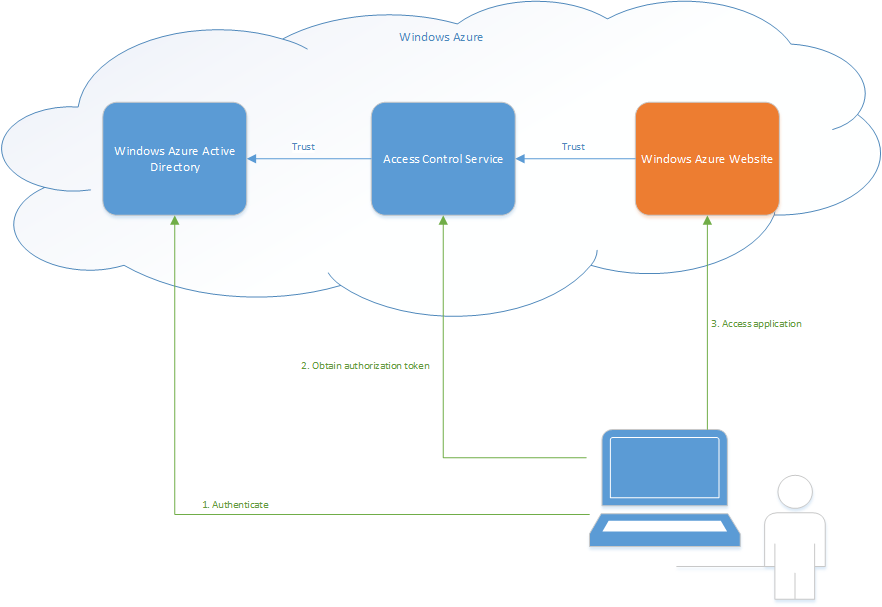 Windows Azure
Windows Azure Active
Directory
Trust
Access Control Service
Trust
Windows Azure Website
3. Access application
2. Obtain authorization token
1. Authenticate